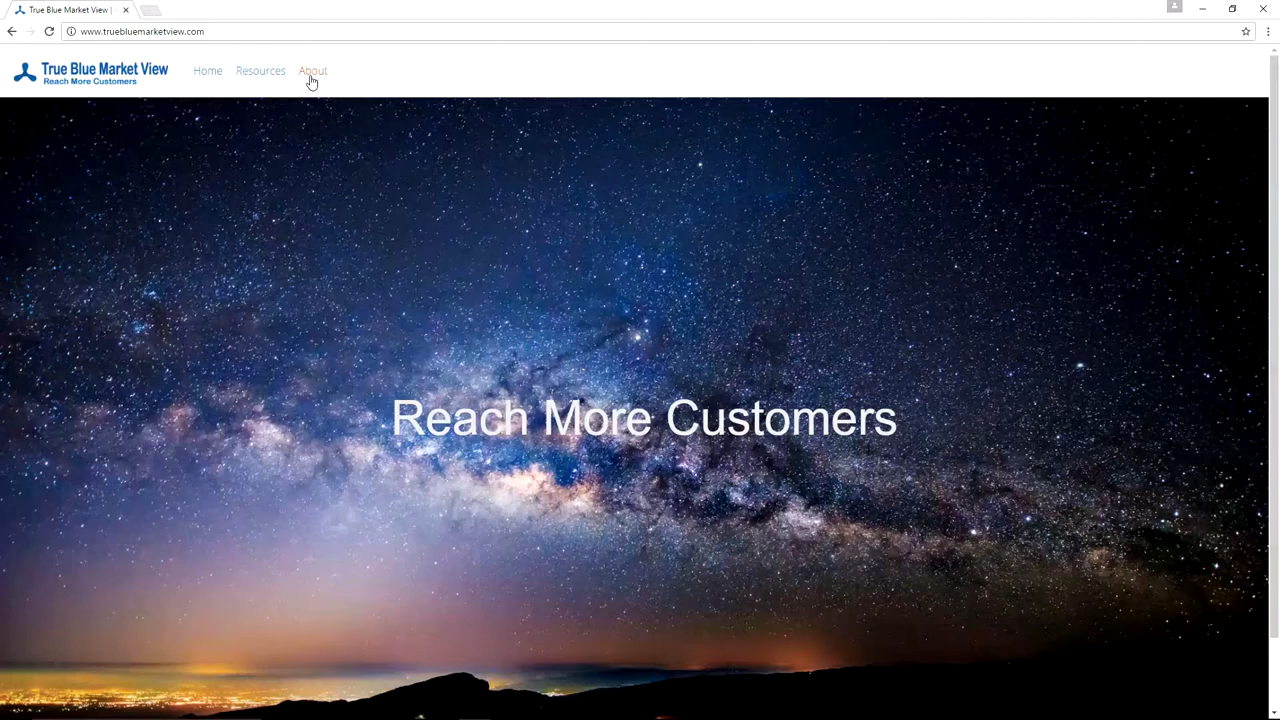 True Blue Market View |
www.truebluemarketview.com
True Blue Market View
Reach More Customers
Home Resources About
Reach More Customers